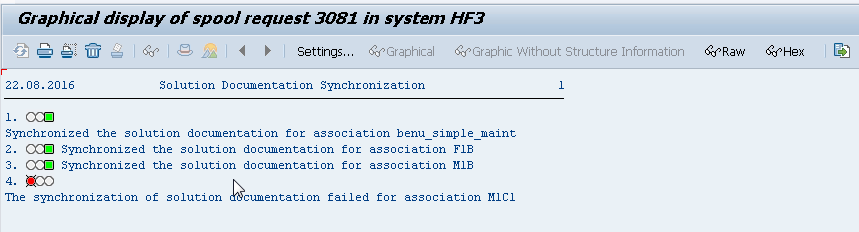 Graphical display of spool request 3081 in system HF3
Settings... Graphical Graphic Without Structure Information Raw Hex
22.08.2016 Solution Documentation Synchronization 1
1.
Synchronized the solution documentation for association benu_simple_maint
2. Synchronized the solution documentation for association F1B
3. Synchronized the solution documentation for association M1B
4.
The synchronization of solution documentation failed for association M1C1